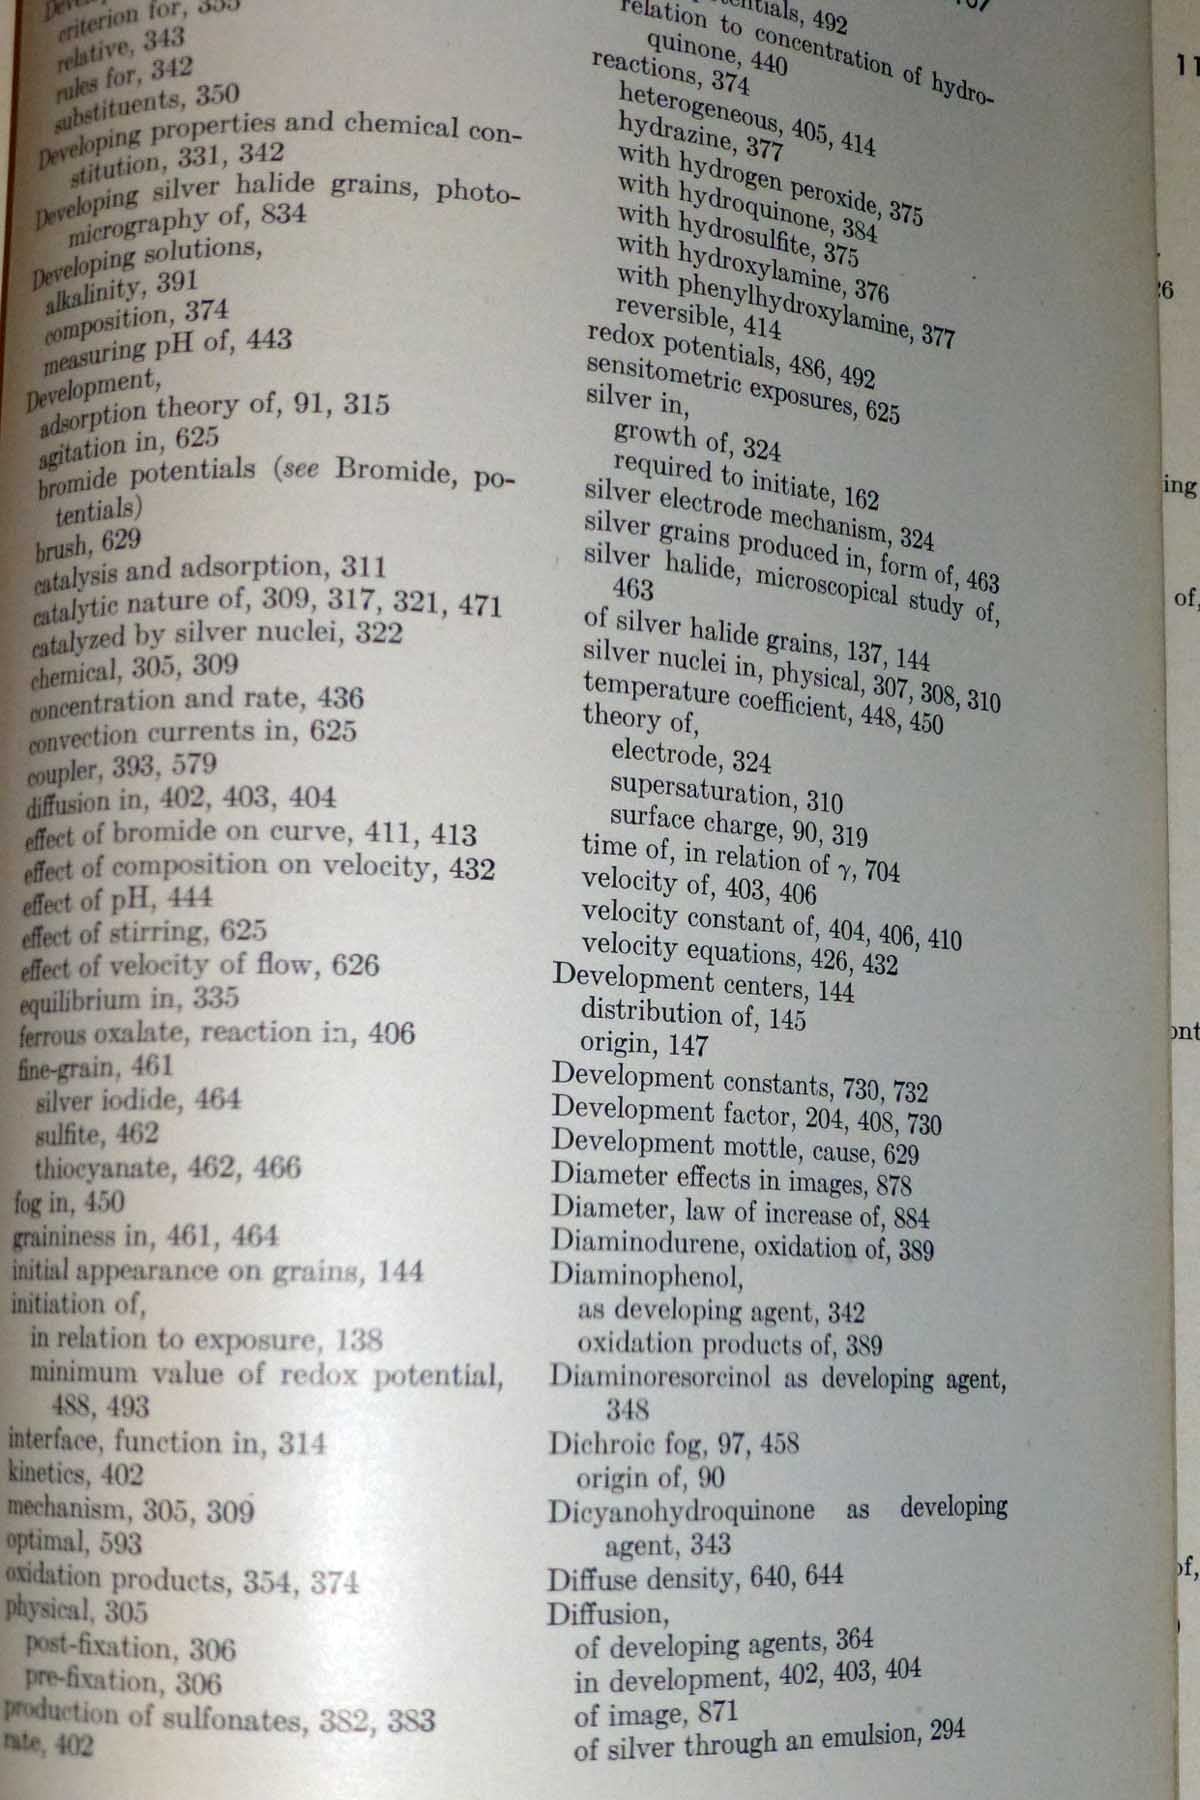 criterion for, 335
relative, 343
rules for, 342
substituents, 350
Developing properties and chemical con-
stitution, 331, 342
Developing silver halide grains, photo-
micrography of, 834
Developing solutions,
alkalinity, 391
composition, 374
measuring pH of, 443
Development,
adsorption theory of, 91, 315
agitation in, 625
bromide potentials (see Bromide, po-
tentials)
brush, 629
catalysis and adsorption, 311
catalytic nature of, 309, 317, 321, 471
catalyzed by silver nuclei, 322
chemical, 305, 309
concentration and rate, 436
convection currents in, 625
coupler, 393, 579
diffusion in, 402, 403, 404
effect of bromide on curve, 411, 413
effect of composition on velocity, 432
effect of pH, 444
effect of stirring, 625
effect of velocity of flow, 626
equilibrium in, 335
ferrous oxalate, reaction in, 406
fine-grain, 461
silver iodide, 464
sulfite, 462
thiocyanate, 462, 466
fog in, 450
graininess in, 461, 464
initial appearance on grains, 144
initiation of,
in relation to exposure, 138
minimum value of redox potential,
488, 493
interface, function in, 314
kinetics, 402
mechanism, 305, 309
optimal, 593
oxidation products, 354, 374
physical, 305
post-fixation, 306
pre-fixation, 306
production of sulfonates, 382, 383
rate, 402
492
relation to concentration of hydro-
quinone, 440
reactions, 374
heterogeneous, 405, 414
hydrazine, 377
with hydrogen peroxide, 375
with hydroquinone, 384
with hydrosulfite, 375
with hydroxylamine, 376
with phenylhydroxylamine, 377
reversible, 414
redox potentials, 486, 492
sensitometric exposures, 625
silver in,
growth of, 324
required to initiate, 162
silver electrode mechanism, 324
silver grains produced in, form of, 463
silver halide, microscopical study of,
463
of silver halide grains, 137, 144
silver nuclei in, physical, 307, 308, 310
temperature coefficient, 448, 450
theory of,
electrode, 324
supersaturation, 310
surface charge, 90, 319
time of, in relation of γ, 704
velocity of, 403, 406
velocity constant of, 404, 406, 410
velocity equations, 426, 432
Development centers, 144
distribution of, 145
origin, 147
Development constants, 730, 732
Development factor, 204, 408, 730
Development mottle, cause, 629
Diameter effects in images, 878
Diameter, law of increase of, 884
Diaminodurene, oxidation of, 389
Diaminophenol,
as developing agent, 342
oxidation products of, 389
Diaminoresorcinol as developing agent,
348
Dichroic fog, 97, 458
origin of, 90
Dicyanohydroquinone as developing
agent, 343
Diffuse density, 640, 644
Diffusion,
of developing agents, 364
in development, 402, 403, 404
of image, 871
of silver through an emulsion, 294
11
ing
of,